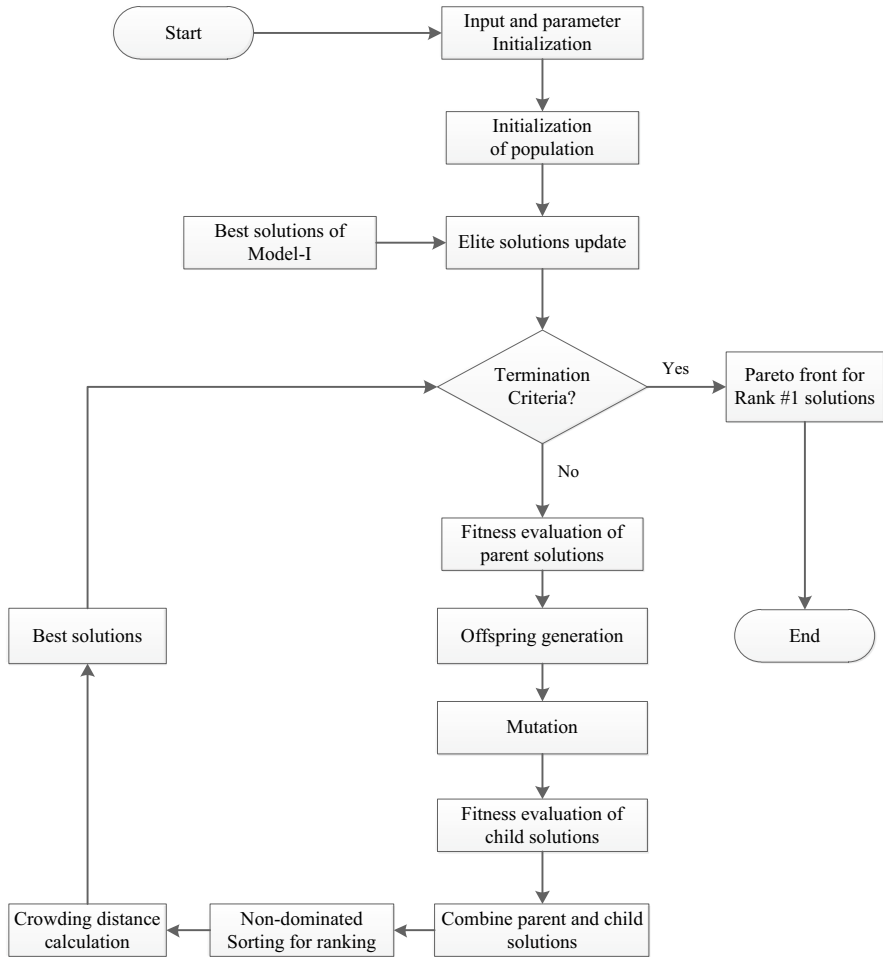 Start
Input and parameter
Initialization
Initialization
of population
Best solutions of
Model-I
Elite solutions update
Termination
Criteria?
Yes
Pareto front for
Rank #1 solutions
No
Fitness evaluation of
parent solutions
Best solutions
Offspring generation
End
Mutation
Fitness evaluation of
child solutions
Crowding distance
calculation
Non-dominated
Sorting for ranking
Combine parent and child
solutions